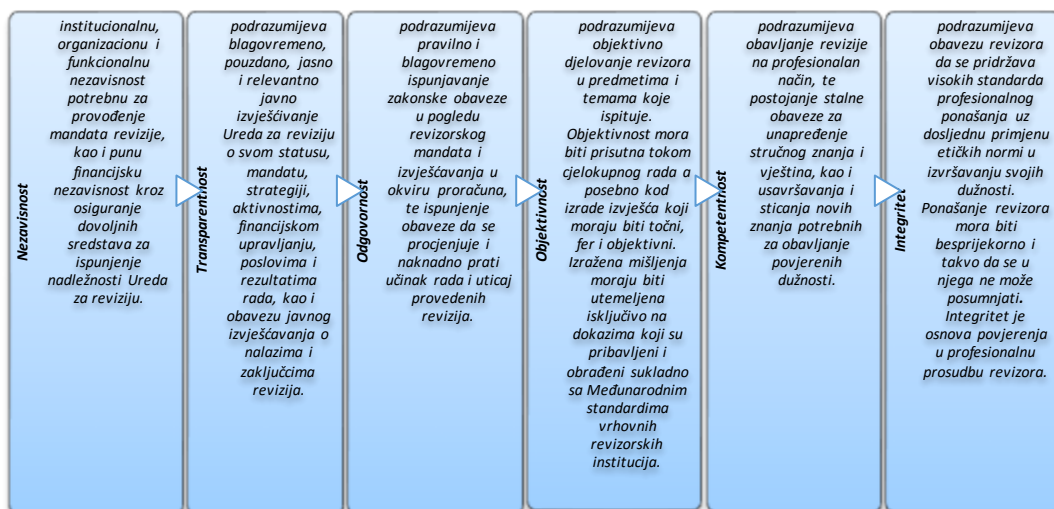 Nezavisnost
institucionalnu,
organizacionu i
funkcionalnu
nezavisnost
potrebnu za
provođenje
mandata revizije,
kao i punu
financijsku
nezavisnost kroz
osiguranje
dovoljnih
sredstava za
ispunjenje
nadležnosti Ureda
za reviziju.
Transparentnost
podrazumijeva
blagovremeno,
pouzdano, jasno
i relevantno
javno
izvješćivanje
Ureda za reviziju
o svom statusu,
mandatu,
strategiji,
aktivnostima,
financijskom
upravljanju,
poslovima i
rezultatima
rada, kao i
obavezu javnog
izvješćavanja o
nalazima i
zaključcima
revizija.
Odgovornost
podrazumijeva
pravilno i
blagovremeno
ispunjavanje
zakonske obaveze
u pogledu
revizorskog
mandata i
izvješćavanja u
okviru proračuna,
te ispunjenje
obaveze da se
procjenjuje i
naknadno prati
učinak rada i uticaj
provedenih
revizija.
Objektivnost
podrazumijeva
objektivno
djelovanje revizora
u predmetima i
temama koje
ispituje.
Objektivnost mora
biti prisutna tokom
cjelokupnog rada a
posebno kod
izrade izvješća koji
moraju biti točni,
fer i objektivni.
Izražena mišljenja
moraju biti
utemeljena
isključivo na
dokazima koji su
pribavljeni i
obrađeni sukladno
sa Međunarodnim
standardima
vrhovnih
revizorskih
institucija.
Kompetentnost
podrazumijeva
obavljanje revizije
na profesionalan
način, te
postojanje stalne
obaveze za
unapređenje
stručnog znanja i
vještina, kao i
usavršavanja i
sticanja novih
znanja potrebnih
za obavljanje
povjerenih
dužnosti.
Integritet
podrazumijeva
obavezu revizora
da se pridržava
visokih standarda
profesionalnog
ponašanja uz
dosljednu primjenu
etičkih normi u
izvršavanju svojih
dužnosti.
Ponašanje revizora
mora biti
besprijekorno i
takvo da se u
njega ne može
posumnjati.
Integritet je
osnova povjerenja
u profesionalnu
prosudbu revizora.